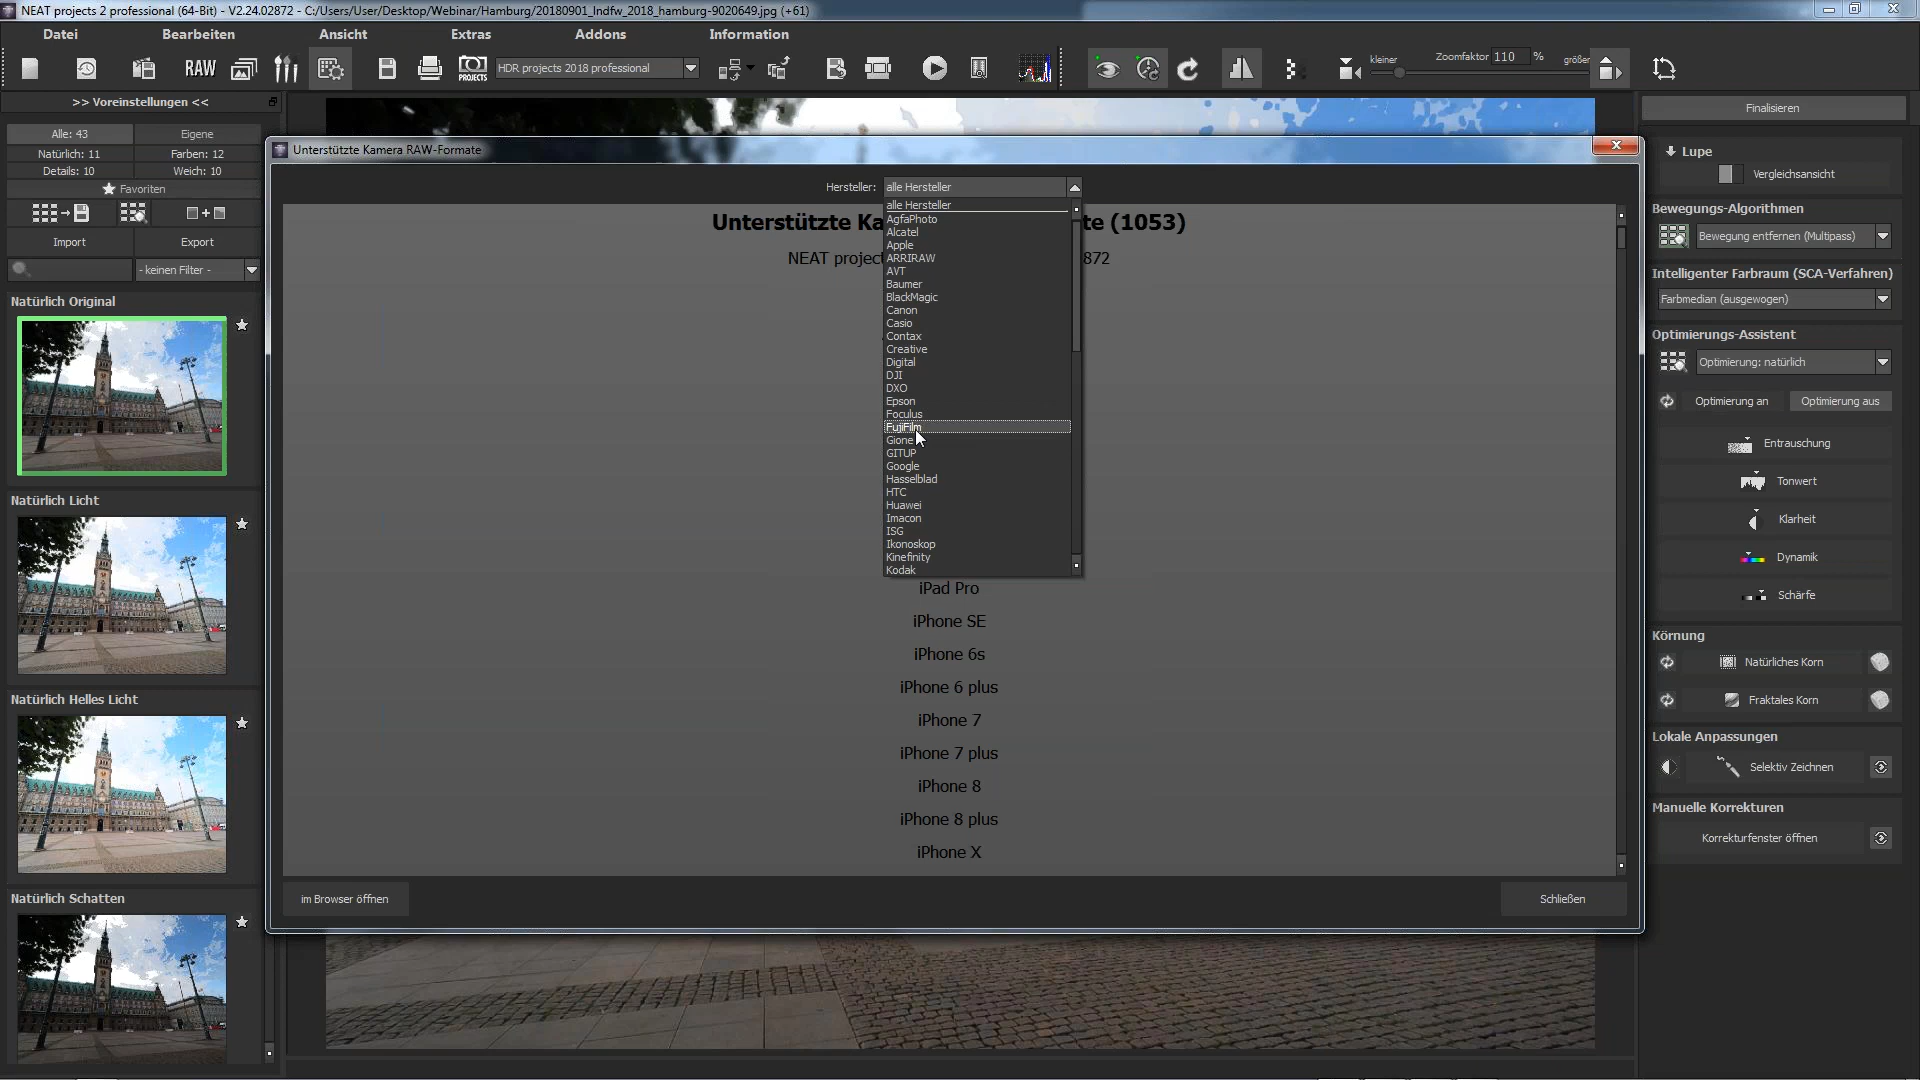 NEAT projects 2 professional (64-Bit) - V2.24.02872 - C:/Users/User/Desktop/Webinar/Hamburg/20180901_lndfw_2018_hamburg-9020649.jpg (+61)
Datei Bearbeiten Ansicht Extras Addons Information
RAW PROJECTS HDR projects 2018 professional kleiner Zoomfaktor 110 % größer
>> Voreinstellungen <<
Alle: 43 Eigene
Natürlich: 11 Farben: 12
Details: 10 Weich: 10
Favoriten
Import Export
- keinen Filter -
Natürlich Original
Natürlich Licht
Natürlich Helles Licht
Natürlich Schatten
Unterstützte Kamera RAW-Formate
Hersteller: alle Hersteller
Unterstützte Ka te (1053)
NEAT projec 872
alle Hersteller
AgfaPhoto
Alcatel
Apple
ARRIRAW
AVT
Baumer
BlackMagic
Canon
Casio
Contax
Creative
Digital
DJI
DXO
Epson
Foculus
FujiFilm
Gione
GITUP
Google
Hasselblad
HTC
Huawei
Imacon
ISG
Ikonoskop
Kinefinity
Kodak
iPad Pro
iPhone SE
iPhone 6s
iPhone 6 plus
iPhone 7
iPhone 7 plus
iPhone 8
iPhone 8 plus
iPhone X
im Browser öffnen Schließen
Finalisieren
Lupe
Vergleichsansicht
Bewegungs-Algorithmen
Bewegung entfernen (Multipass)
Intelligenter Farbraum (SCA-Verfahren)
Farbmedian (ausgewogen)
Optimierungs-Assistent
Optimierung: natürlich
Optimierung an Optimierung aus
Entrauschung
Tonwert
Klarheit
Dynamik
Schärfe
Körnung
Natürliches Korn
Fraktales Korn
Lokale Anpassungen
Selektiv Zeichnen
Manuelle Korrekturen
Korrekturfenster öffnen